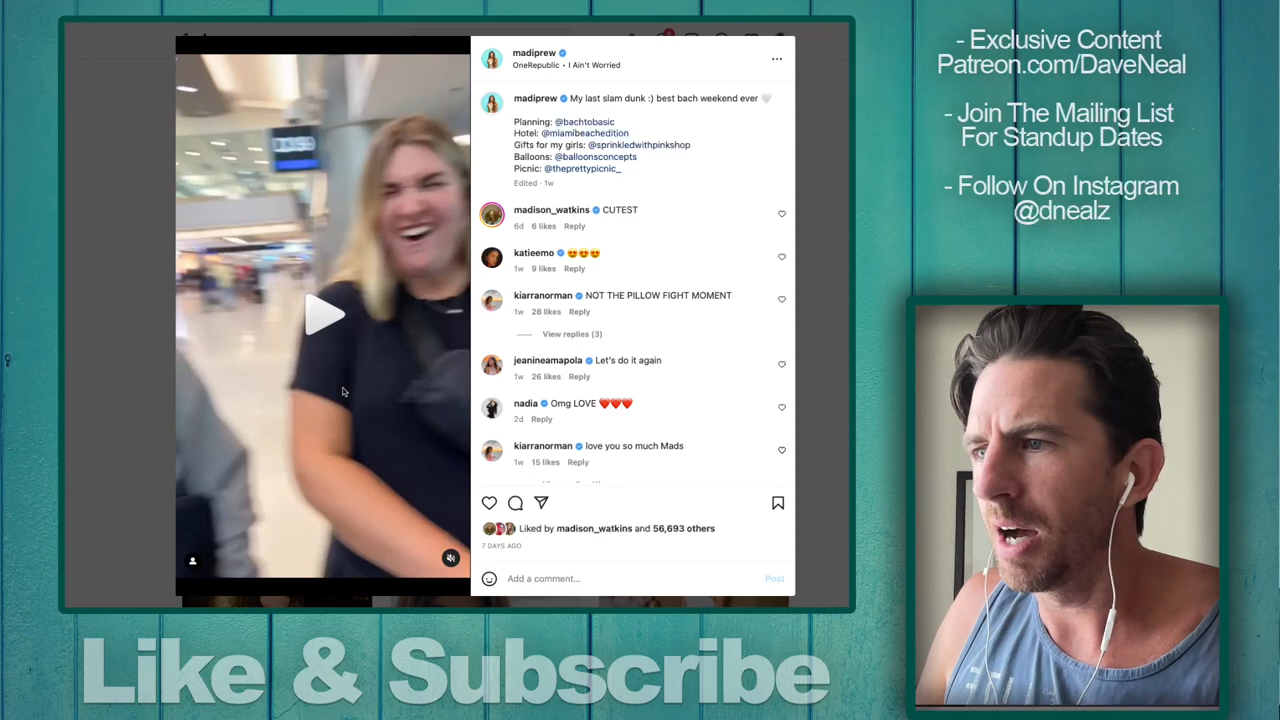 madiprew
OneRepublic • I Ain't Worried
madiprew My last slam dunk :) best bach weekend ever 🤍
Planning: @bachtobasic
Hotel: @miamibeachedition
Gifts for my girls: @sprinkledwithpinkshop
Balloons: @balloonsconcepts
Picnic: @theprettypicnic_
Edited · 1w
madison_watkins CUTEST
6d 6 likes Reply
katieemo 😍😍😍
1w 9 likes Reply
kiarranorman NOT THE PILLOW FIGHT MOMENT
1w 28 likes Reply
View replies (3)
jeanineamapola Let's do it again
1w 26 likes Reply
nadia Omg LOVE ❤️❤️❤️
2d Reply
kiarranorman love you so much Mads
1w 15 likes Reply
Liked by madison_watkins and 56,693 others
7 DAYS AGO
Add a comment...
Post
- Exclusive Content
Patreon.com/DaveNeal
- Join The Mailing List
For Standup Dates
- Follow On Instagram
@dnealz
Like & Subscribe